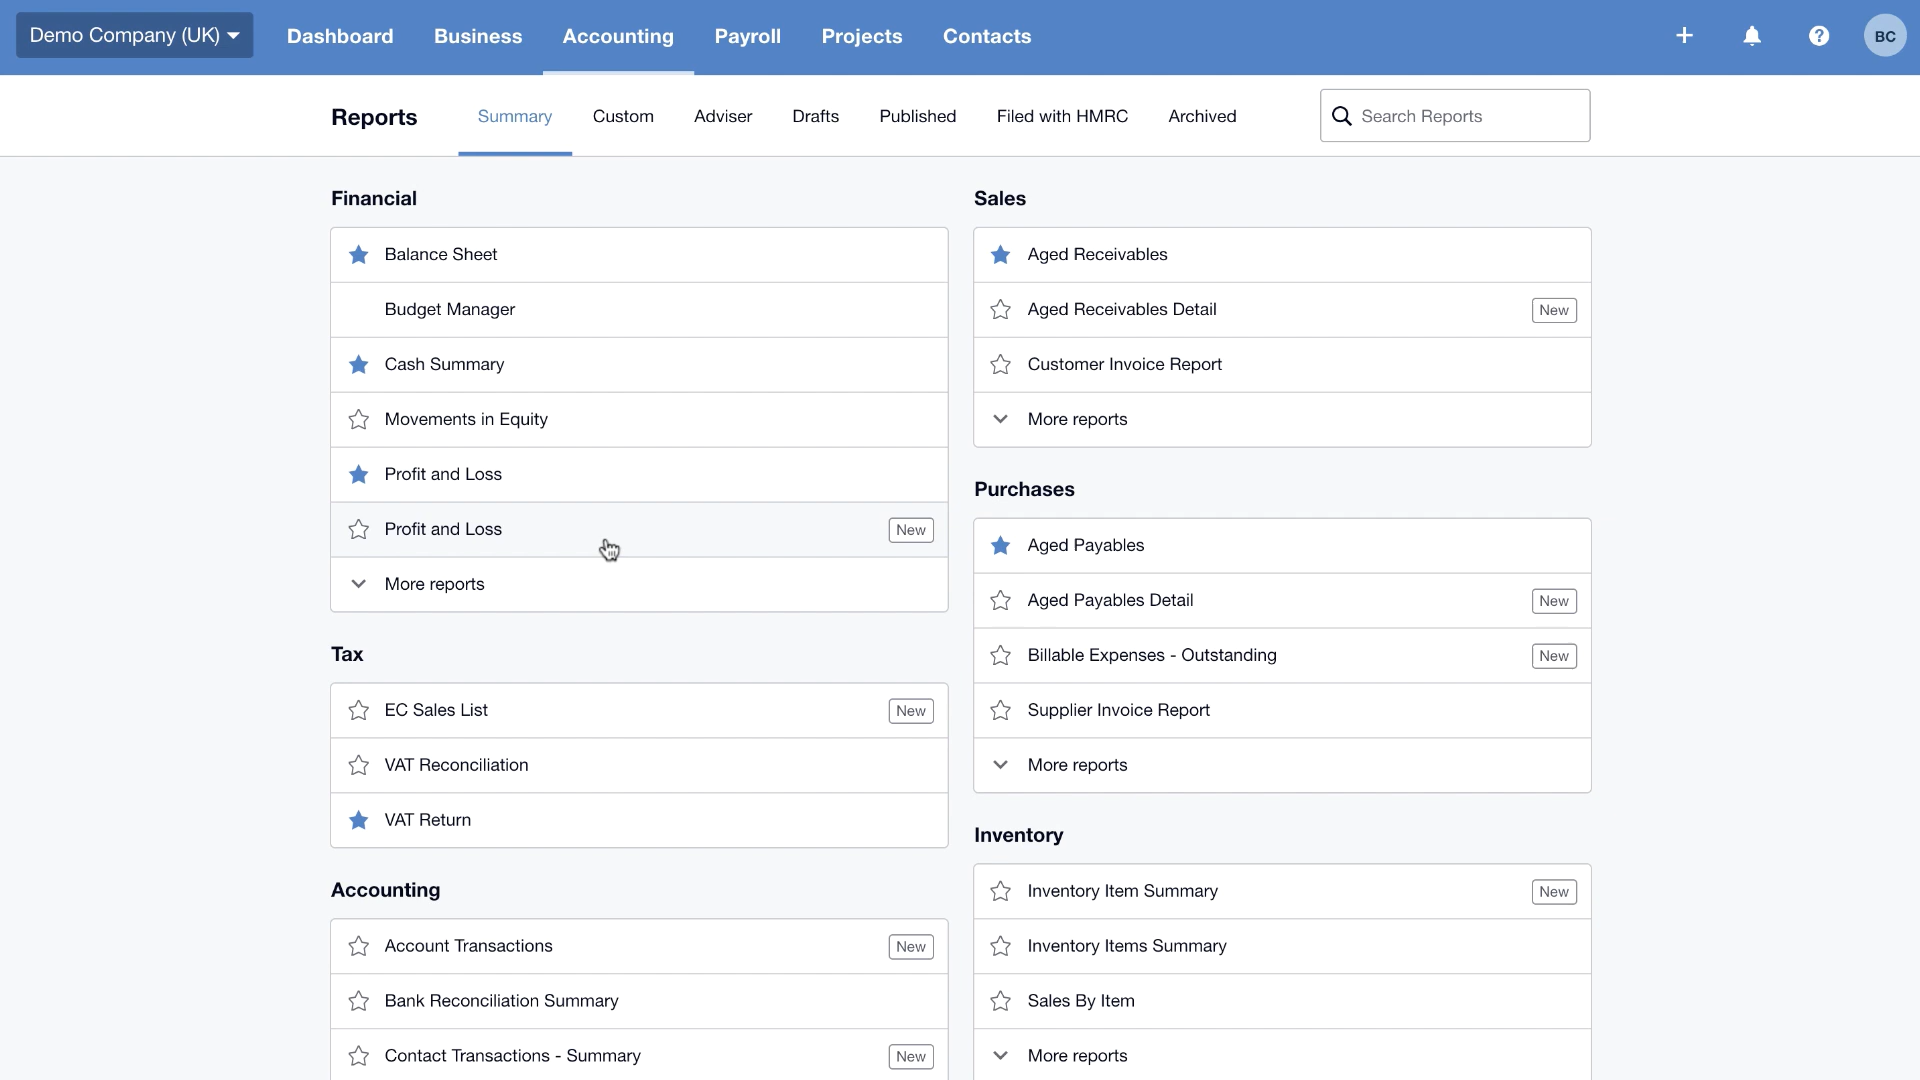 Demo Company (UK)
Dashboard
Business
Accounting
Payroll
Projects
Contacts
BC
Reports
Summary
Custom
Adviser
Drafts
Published
Filed with HMRC
Archived
Search Reports
Financial
Balance Sheet
Budget Manager
Cash Summary
Movements in Equity
Profit and Loss
Profit and Loss
New
More reports
Tax
EC Sales List
New
VAT Reconciliation
VAT Return
Accounting
Account Transactions
New
Bank Reconciliation Summary
Contact Transactions - Summary
New
Sales
Aged Receivables
Aged Receivables Detail
New
Customer Invoice Report
More reports
Purchases
Aged Payables
Aged Payables Detail
New
Billable Expenses - Outstanding
New
Supplier Invoice Report
More reports
Inventory
Inventory Item Summary
New
Inventory Items Summary
Sales By Item
More reports